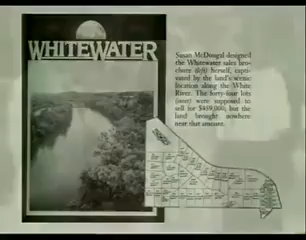 WHITEWATER
Susan McDougal designed
the Whitewater sales bro-
chure (left) herself, capti-
vated by the land's scenic
location along the White
River. The forty-four lots
were supposed to
sell for $459,000, but the
land brought nowhere
near that amount.